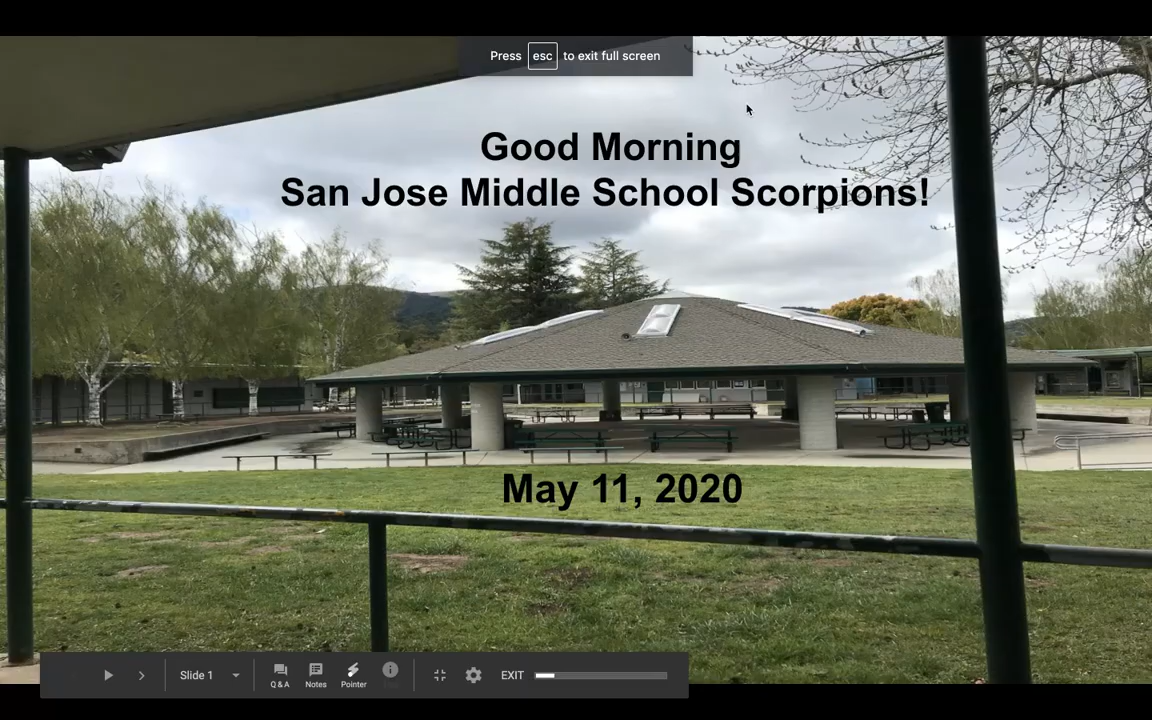 Press esc to exit full screen
Good Morning
San Jose Middle School Scorpions!
May 11, 2020
Slide 1
Q & A
Notes
Pointer
EXIT